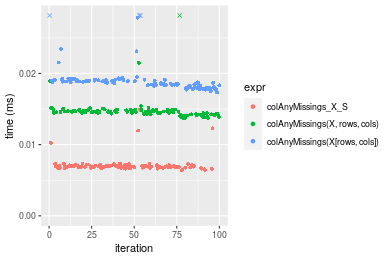 0.02
0.01
0.00
time (ms)
0
25
50
75
100
iteration
expr
colAnyMissings_X_S
colAnyMissings(X, rows, cols)
colAnyMissings(X[rows, cols])